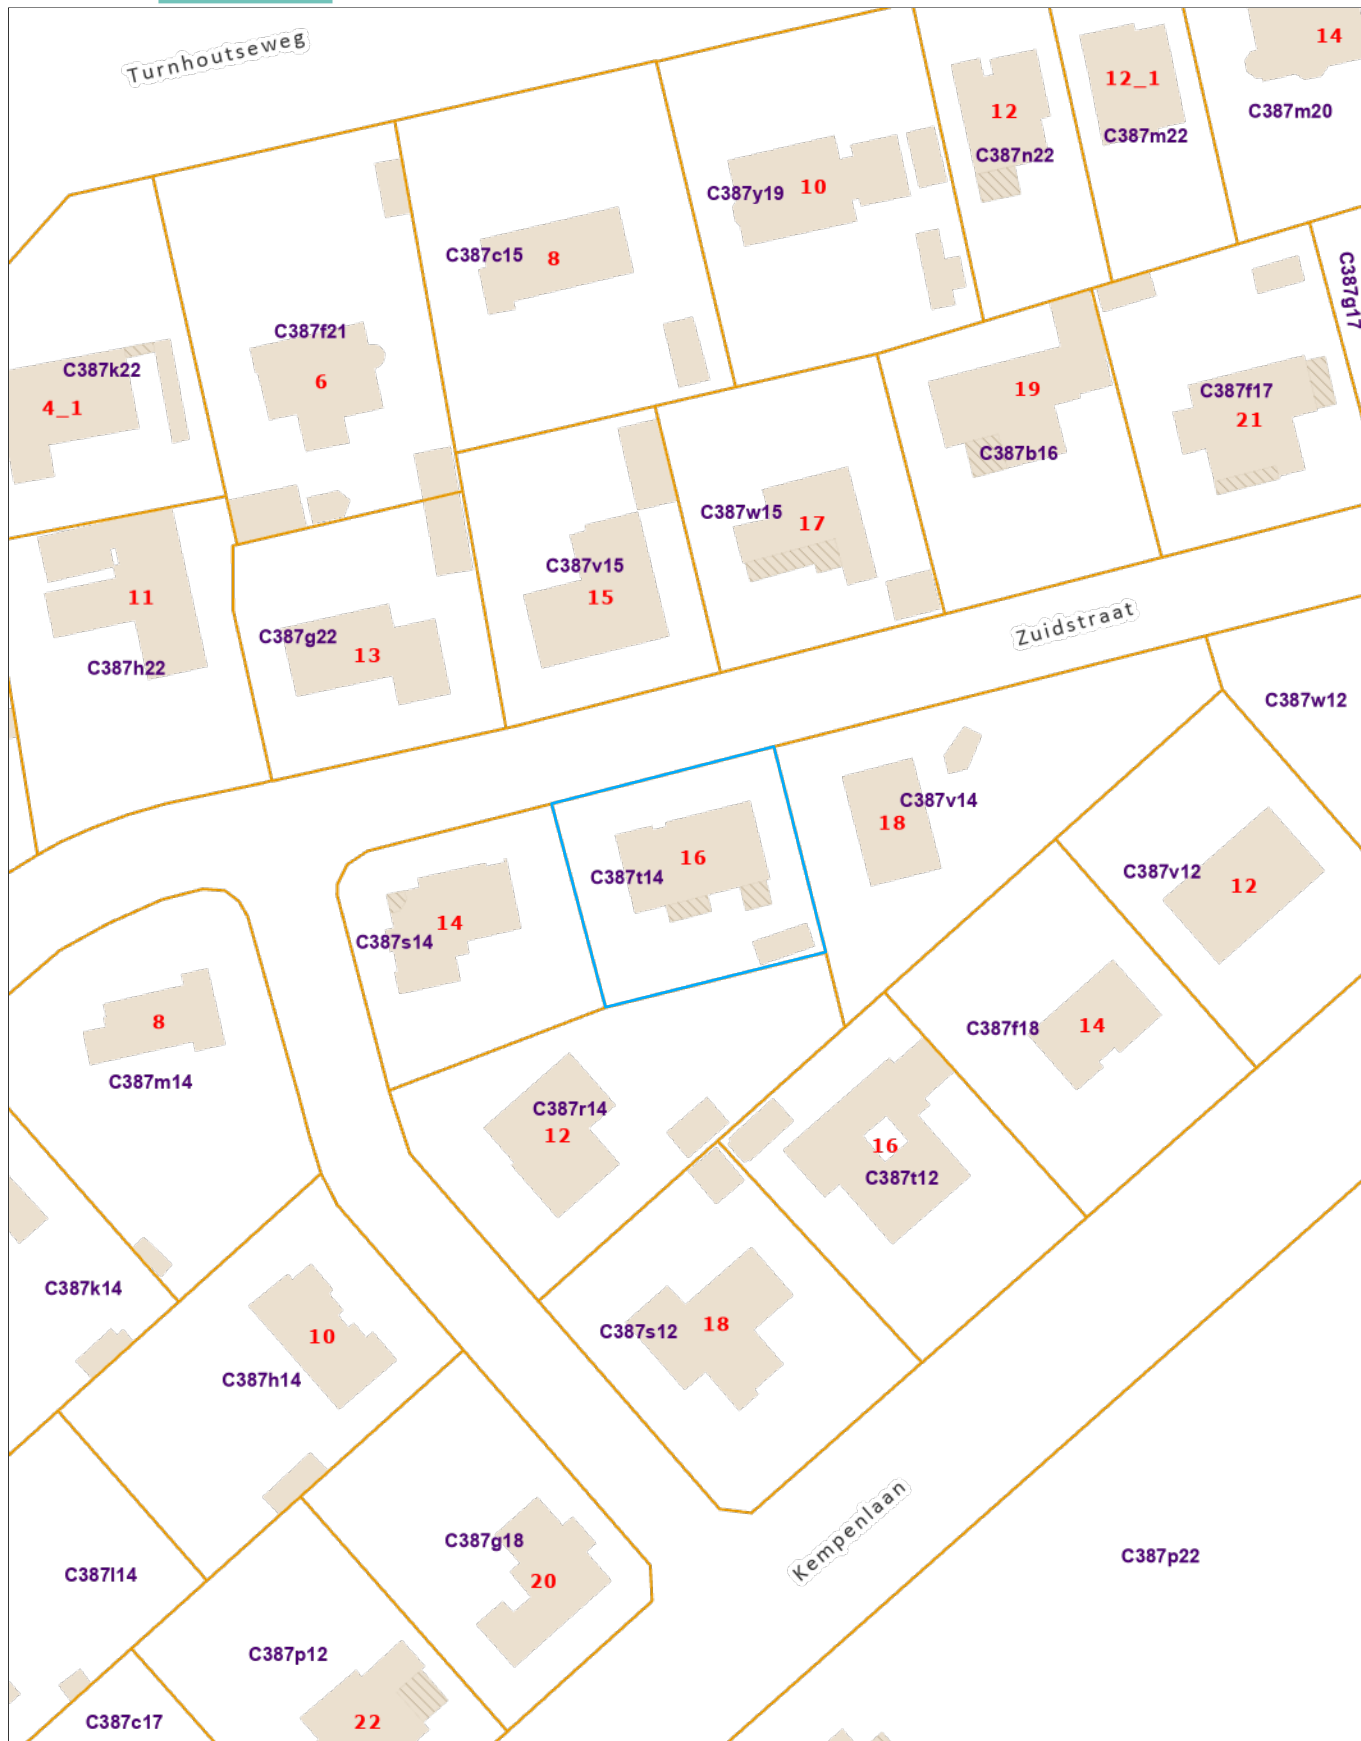 Turnhoutseweg
14
12_1
C387m20
12
C387m22
C387n22
10
C387y19
C387c15
8
C387g17
C387f21
C387k22
6
4_1
19
C387f17
21
C387b16
C387w15
17
C387v15
15
11
C387g22
13
C387h22
Zuidstraat
C387w12
C387v14
18
16
C387t14
C387v12
12
14
C387s14
8
C387m14
C387f18
14
C387r14
12
16
C387t12
C387k14
10
C387h14
C387s12
18
Kempenlaan
C387g18
20
C387p22
C387l14
C387p12
C387c17
22